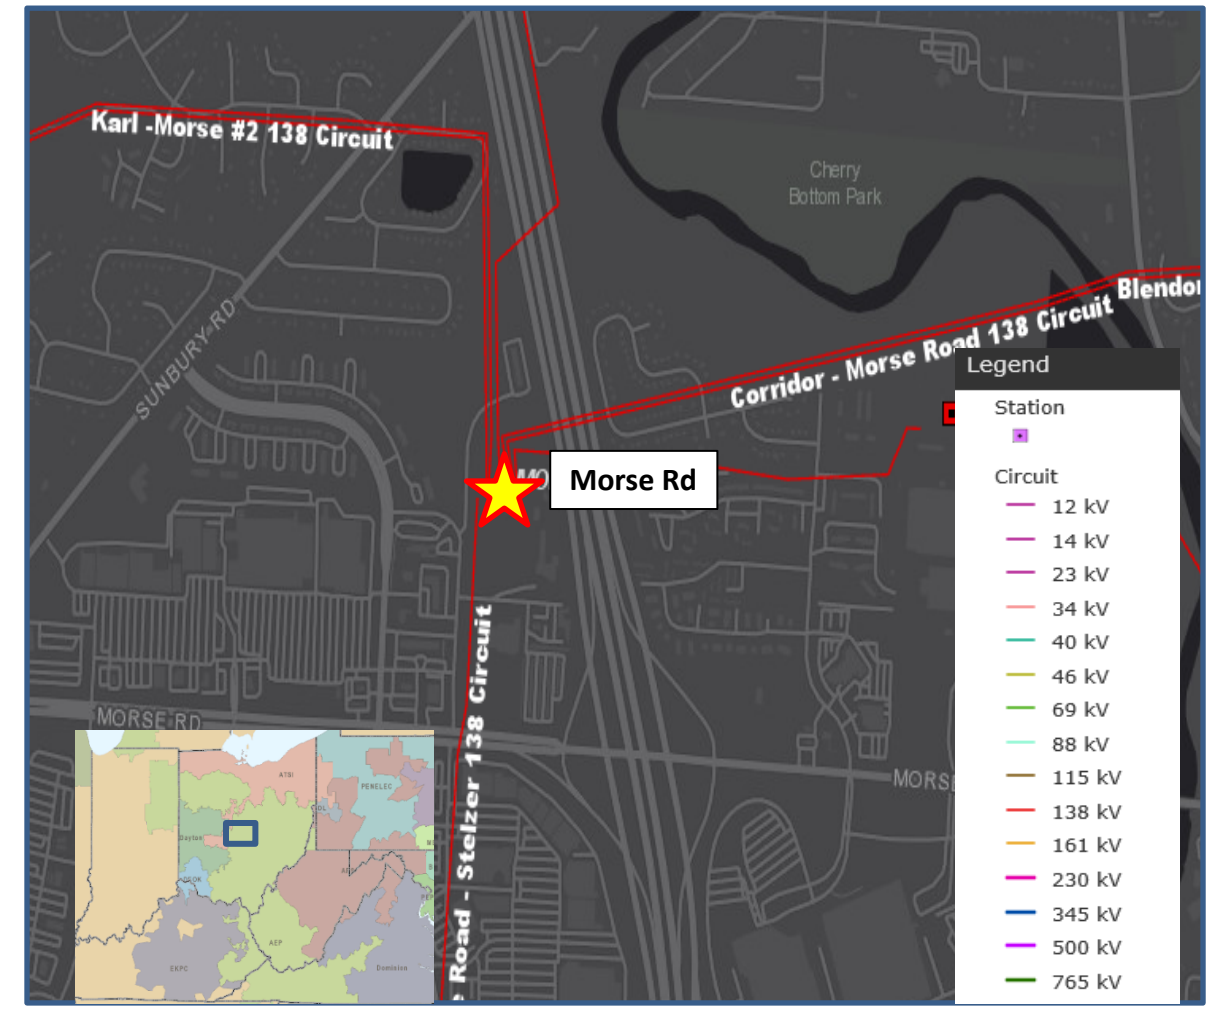 Karl -Morse #2 138 Circuit
Cherry
Bottom Park
SUNBURY RD
Blendon
Corridor - Morse Road 138 Circuit
MO
Morse Rd
Road - Stelzer 138 Circuit
MORSE RD
MORSE
Legend
Station
Circuit
12 kV
14 kV
23 kV
34 kV
40 kV
46 kV
69 kV
88 kV
115 kV
138 kV
161 kV
230 kV
345 kV
500 kV
765 kV
ATSI
PENELEC
Dayton
EKPC
AEP
Dominion